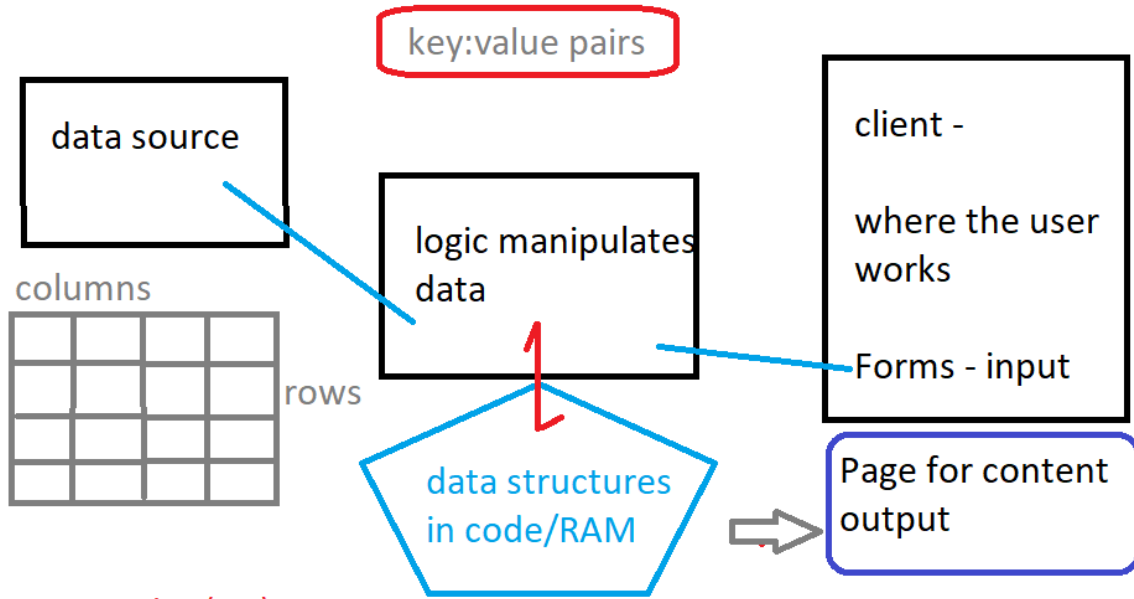 key:value pairs
data source
client -
where the user
works
Forms - input
logic manipulates
data
columns
rows
data structures
in code/RAM
Page for content
output